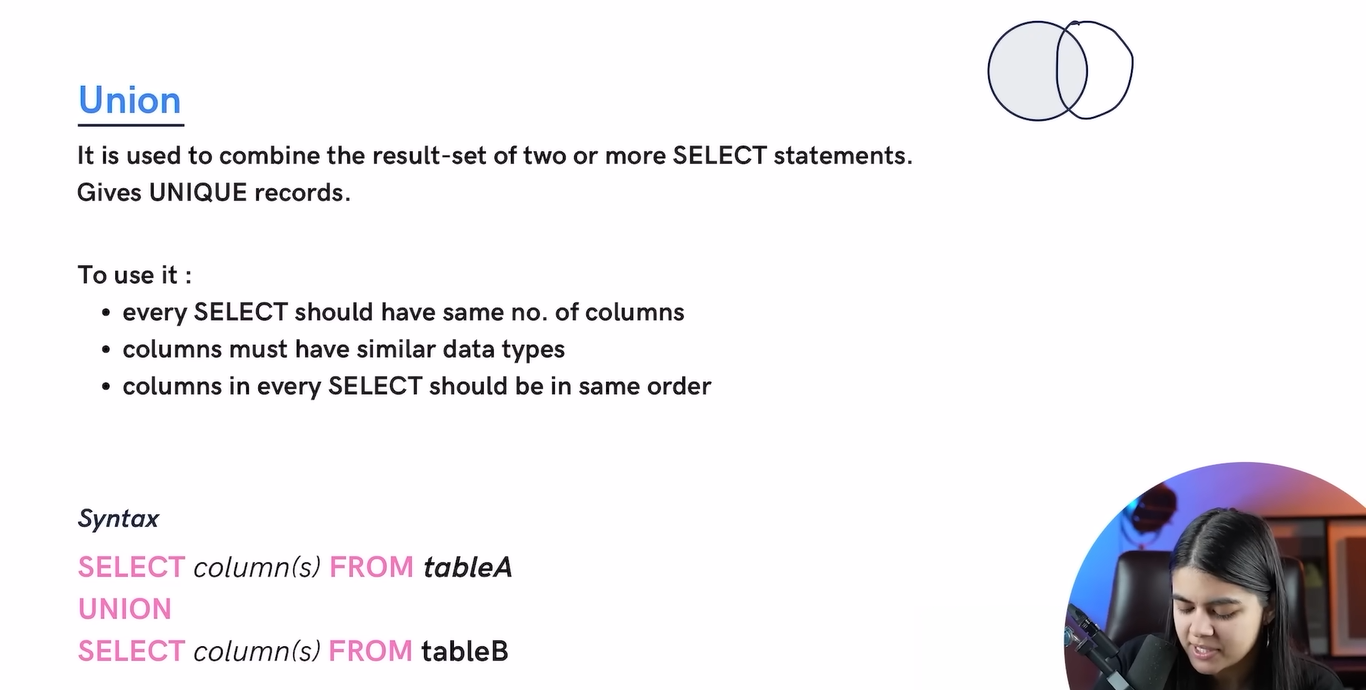 Union
It is used to combine the result-set of two or more SELECT statements.
Gives UNIQUE records.
To use it :
• every SELECT should have same no. of columns
• columns must have similar data types
• columns in every SELECT should be in same order
Syntax
SELECT column(s) FROM tableA
UNION
SELECT column(s) FROM tableB